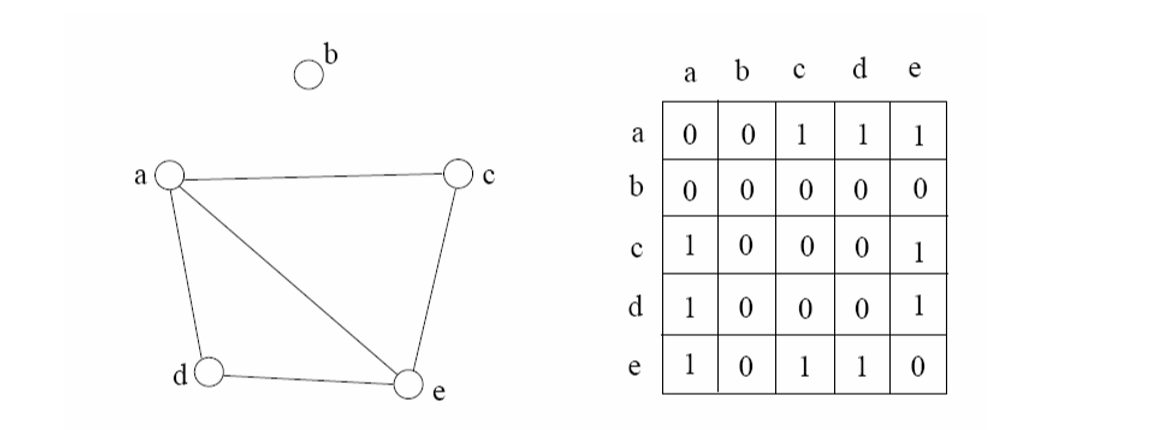 b
a
c
d
e
a b c d e
a 0 0 1 1 1
b 0 0 0 0 0
c 1 0 0 0 1
d 1 0 0 0 1
e 1 0 1 1 0